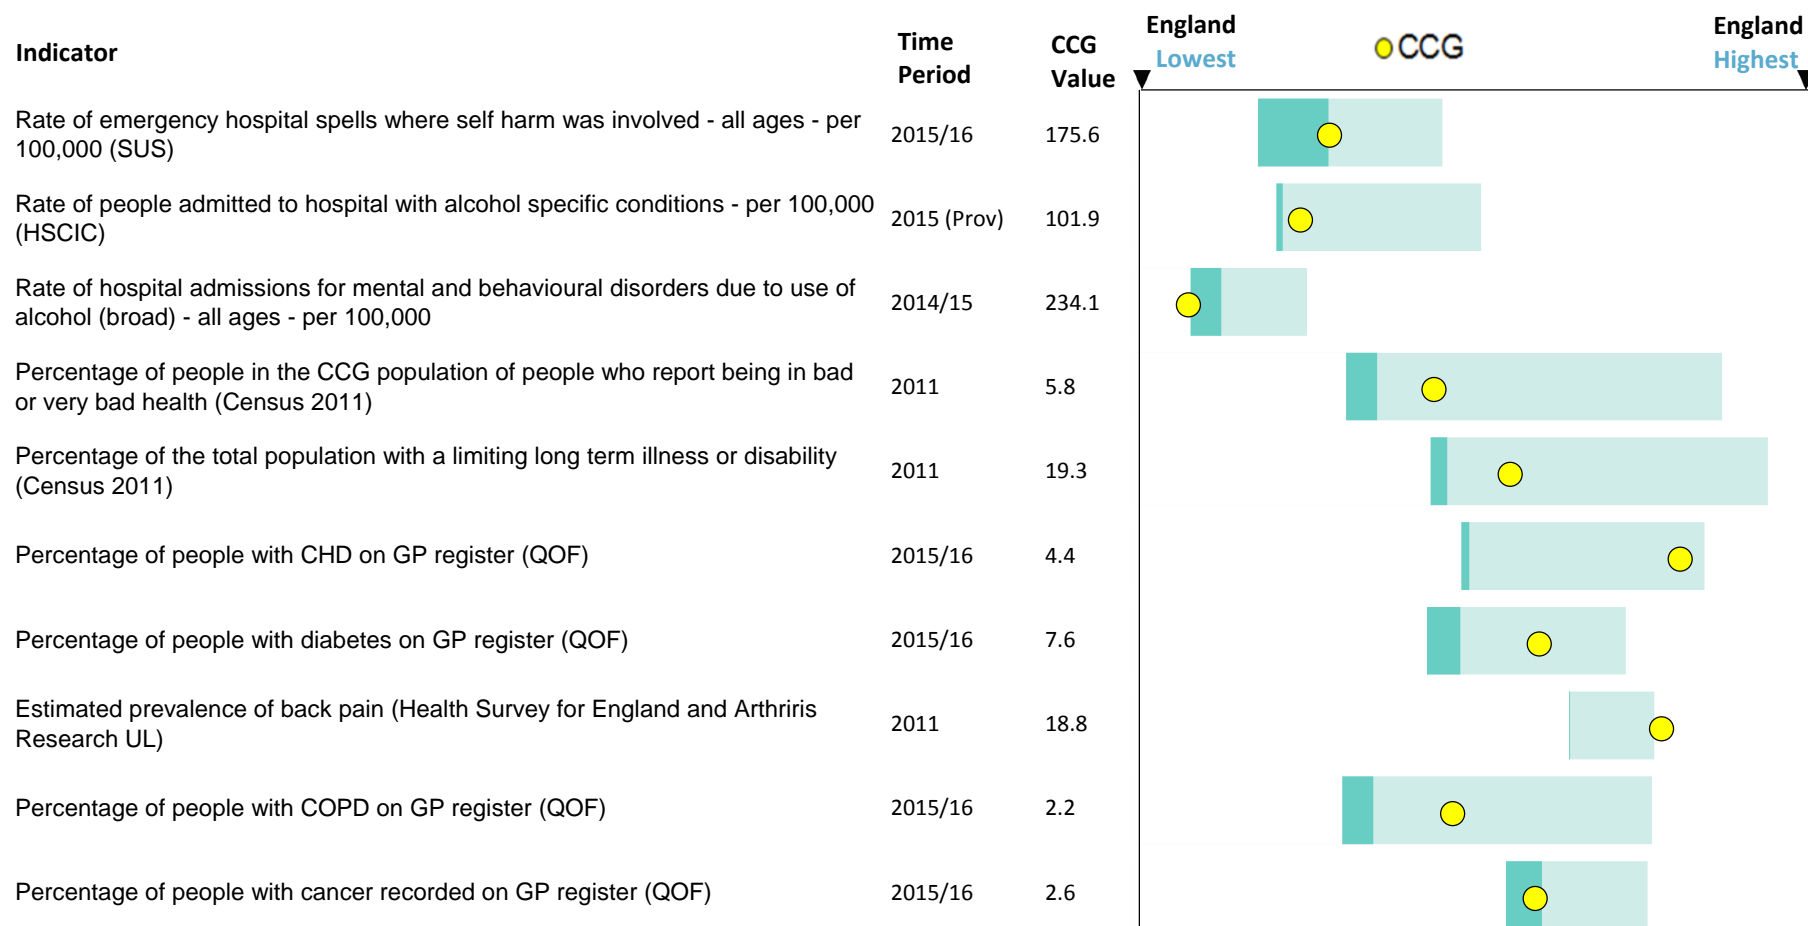 Indicator
Time
Period
CCG
Value
England
Lowest
CCG
England
Highest
Rate of emergency hospital spells where self harm was involved - all ages - per
100,000 (SUS)
2015/16
175.6
Rate of people admitted to hospital with alcohol specific conditions - per 100,000
(HSCIC)
2015 (Prov)
101.9
Rate of hospital admissions for mental and behavioural disorders due to use of
alcohol (broad) - all ages - per 100,000
2014/15
234.1
Percentage of people in the CCG population of people who report being in bad
or very bad health (Census 2011)
2011
5.8
Percentage of the total population with a limiting long term illness or disability
(Census 2011)
2011
19.3
Percentage of people with CHD on GP register (QOF)
2015/16
4.4
Percentage of people with diabetes on GP register (QOF)
2015/16
7.6
Estimated prevalence of back pain (Health Survey for England and Arthriris
Research UL)
2011
18.8
Percentage of people with COPD on GP register (QOF)
2015/16
2.2
Percentage of people with cancer recorded on GP register (QOF)
2015/16
2.6